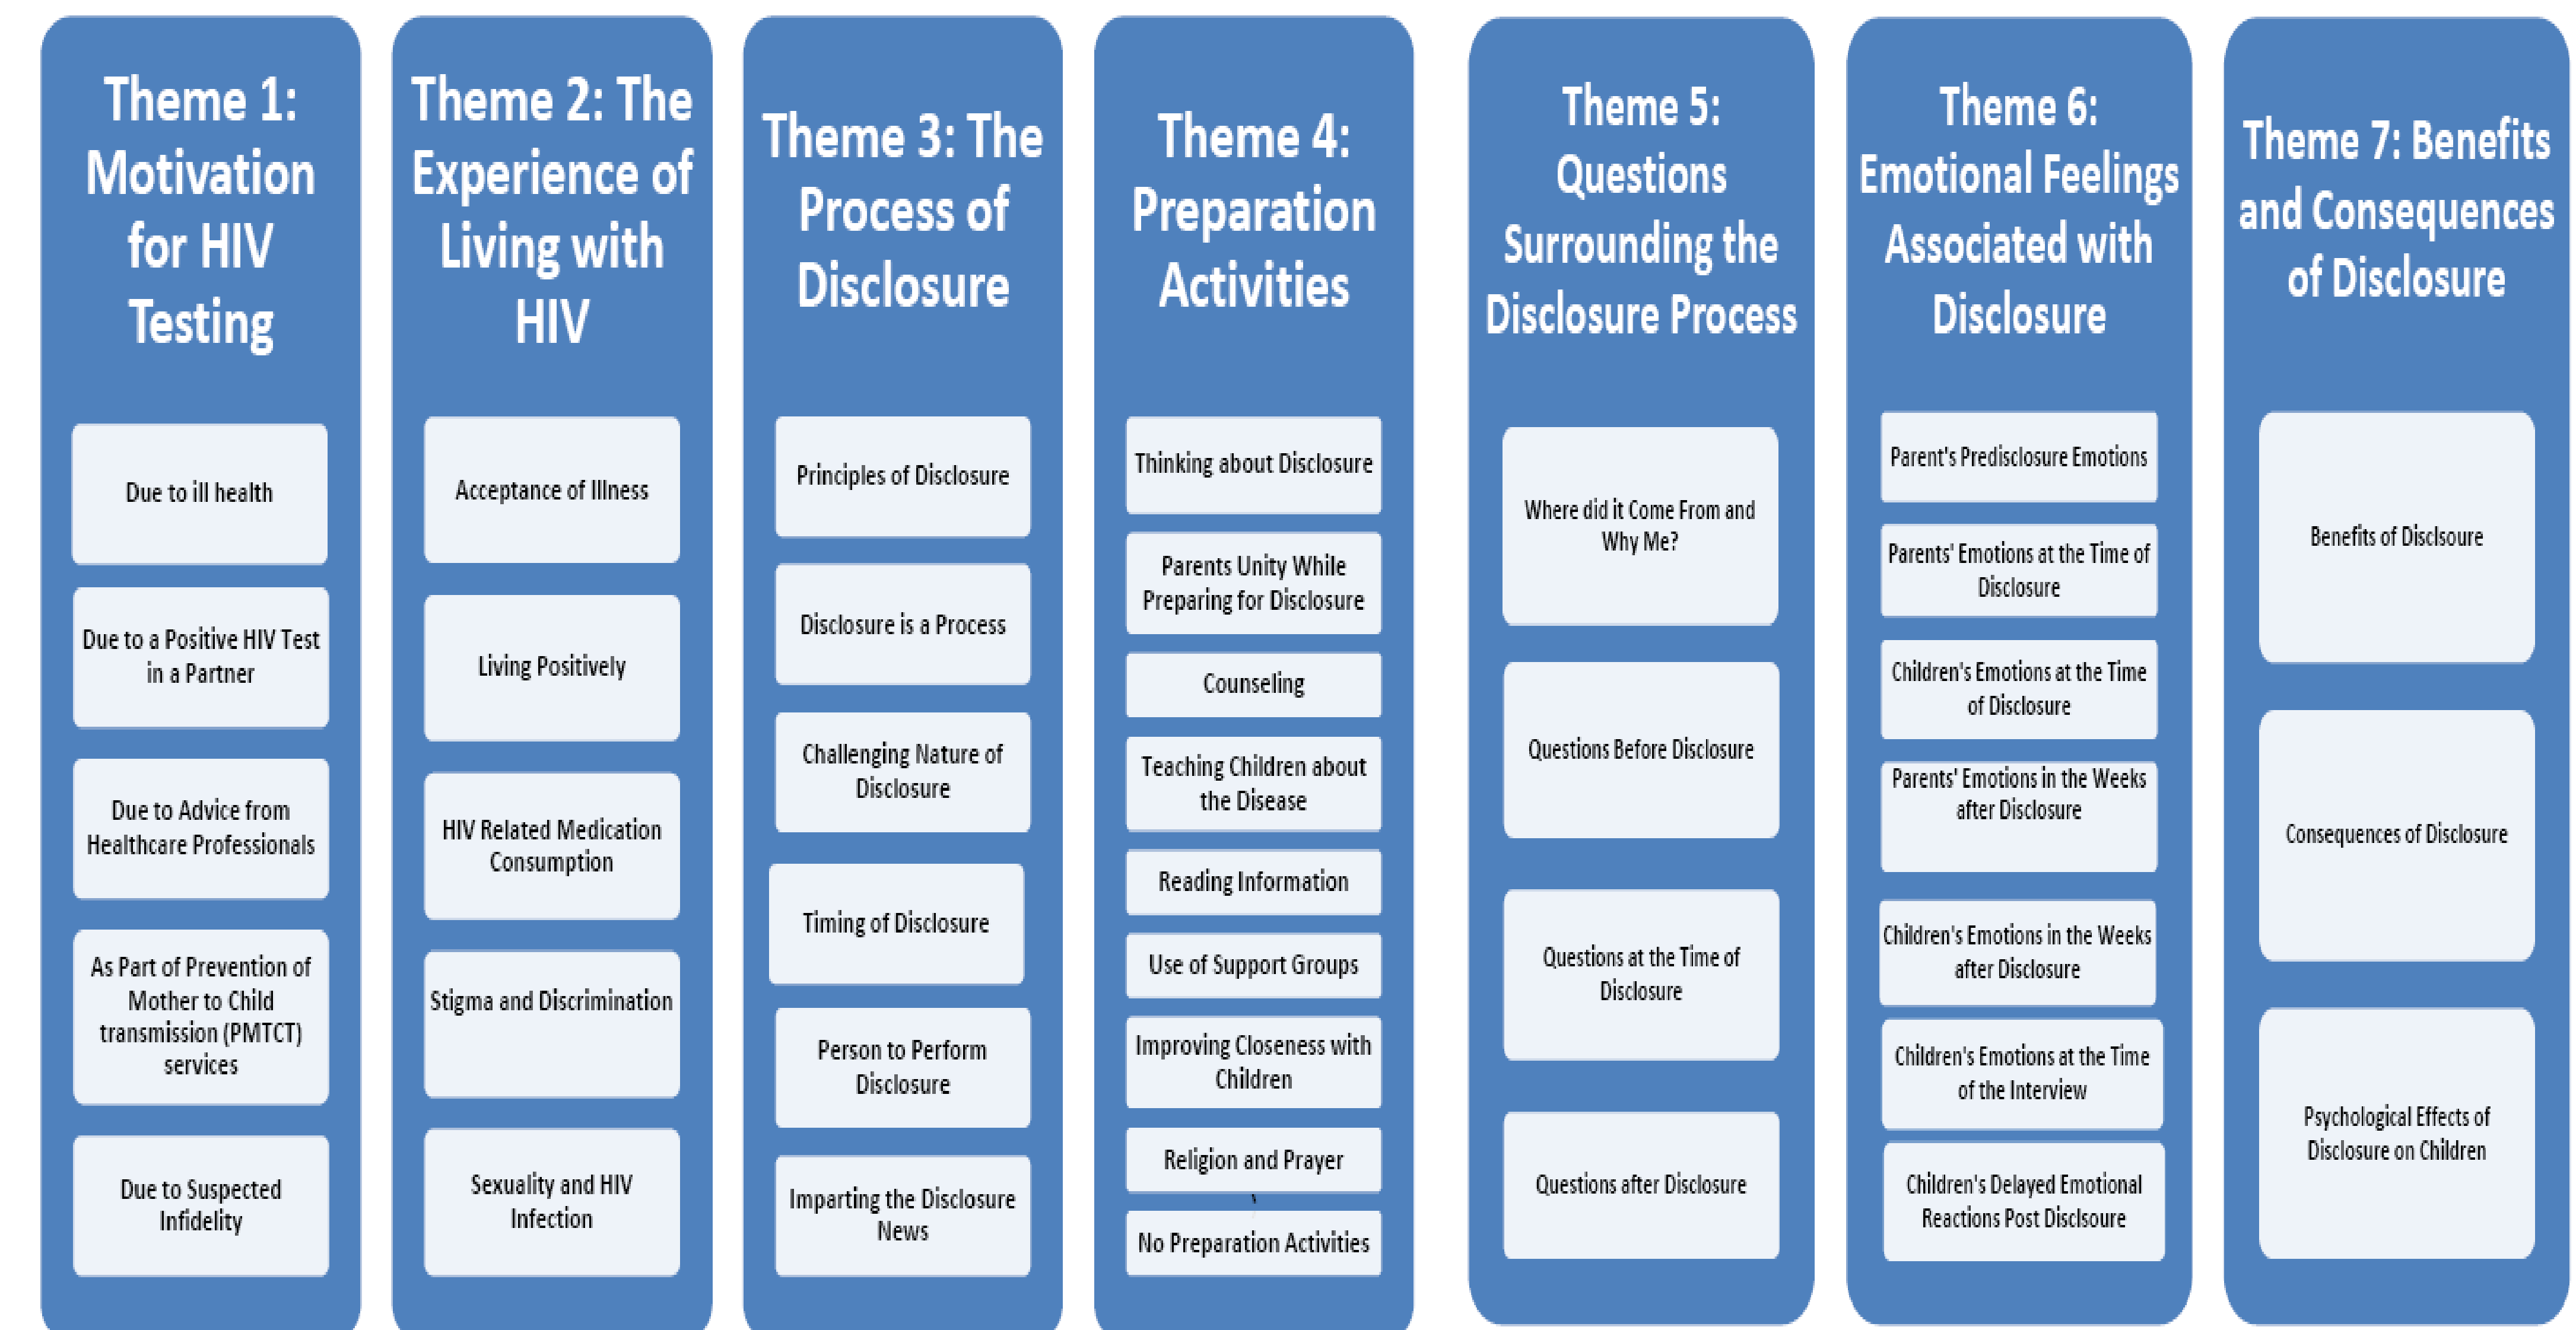 Theme 1:
Motivation
for HIV
Testing
Due to ill health
Due to a Positive HIV Test
in a Partner
Due to Advice from
Healthcare Professionals
As Part of Prevention of
Mother to Child
transmission (PMTCT)
services
Due to Suspected
Infidelity
Theme 2: The
Experience of
Living with
HIV
Acceptance of Illness
Living Positively
HIV Related Medication
Consumption
Stigma and Discrimination
Sexuality and HIV
Infection
Theme 3: The
Process of
Disclosure
Principles of Disclosure
Disclosure is a Process
Challenging Nature of
Disclosure
Timing of Disclosure
Person to Perform
Disclosure
Imparting the Disclosure
News
Theme 4:
Preparation
Activities
Thinking about Disclosure
Parents Unity While
Preparing for Disclosure
Counseling
Teaching Children about
the Disease
Reading Information
Use of Support Groups
Improving Closeness with
Children
Religion and Prayer
No Preparation Activities
Theme 5:
Questions
Surrounding the
Disclosure Process
Where did it Come From and
Why Me?
Questions Before Disclosure
Questions at the Time of
Disclosure
Questions after Disclosure
Theme 6:
Emotional Feelings
Associated with
Disclosure
Parent's Predisclosure Emotions
Parents' Emotions at the Time of
Disclosure
Children's Emotions at the Time
of Disclosure
Parents' Emotions in the Weeks
after Disclosure
Children's Emotions in the Weeks
after Disclosure
Children's Emotions at the Time
of the Interview
Children's Delayed Emotional
Reactions Post Disclsoure
Theme 7: Benefits
and Consequences
of Disclosure
Benefits of Disclsoure
Consequences of Disclosure
Psychological Effects of
Disclosure on Children